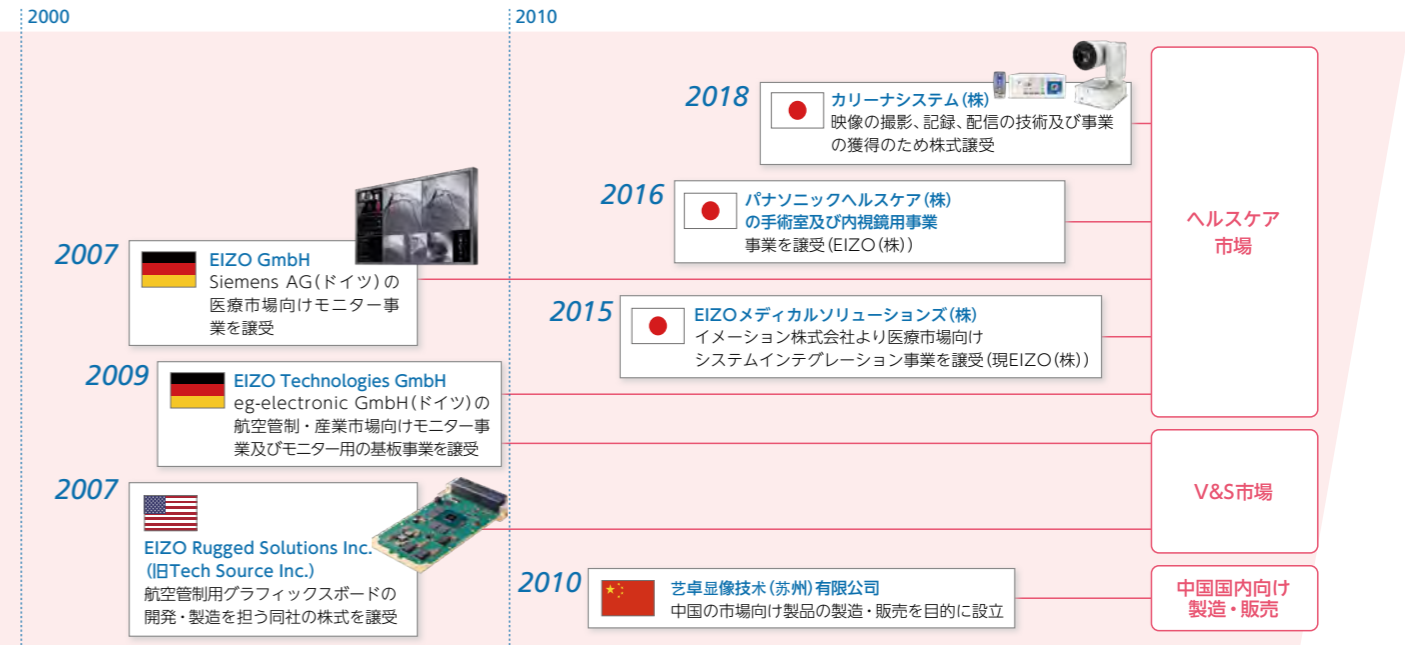 2000
2010
2018
カリーナシステム(株)
映像の撮影、記録、配信の技術及び事業
の獲得のため株式譲受
2016
パナソニックヘルスケア(株)
の手術室及び内視鏡用事業
事業を譲受(EIZO(株))
2007
EIZO GmbH
Siemens AG(ドイツ)の
医療市場向けモニター事
業を譲受
2015
EIZOメディカルソリューションズ(株)
イメーション株式会社より医療市場向け
システムインテグレーション事業を譲受(現EIZO(株))
ヘルスケア
市場
2009
EIZO Technologies GmbH
eg-electronic GmbH(ドイツ)の
航空管制・産業市場向けモニター事
業及びモニター用の基板事業を譲受
2007
EIZO Rugged Solutions Inc.
(旧Tech Source Inc.)
航空管制用グラフィックスボードの
開発・製造を担う同社の株式を譲受
V&S市場
2010
艺卓显像技术(苏州)有限公司
中国の市場向け製品の製造・販売を目的に設立
中国国内向け
製造・販売